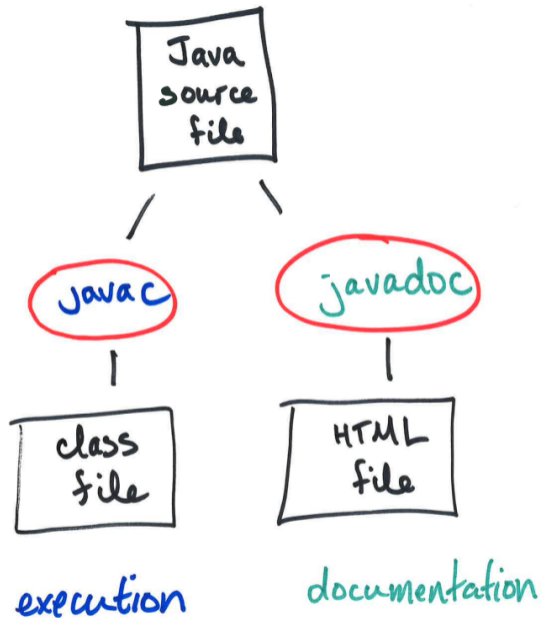 Java
source
file
javac
javadoc
class
file
HTML
file
execution
documentation